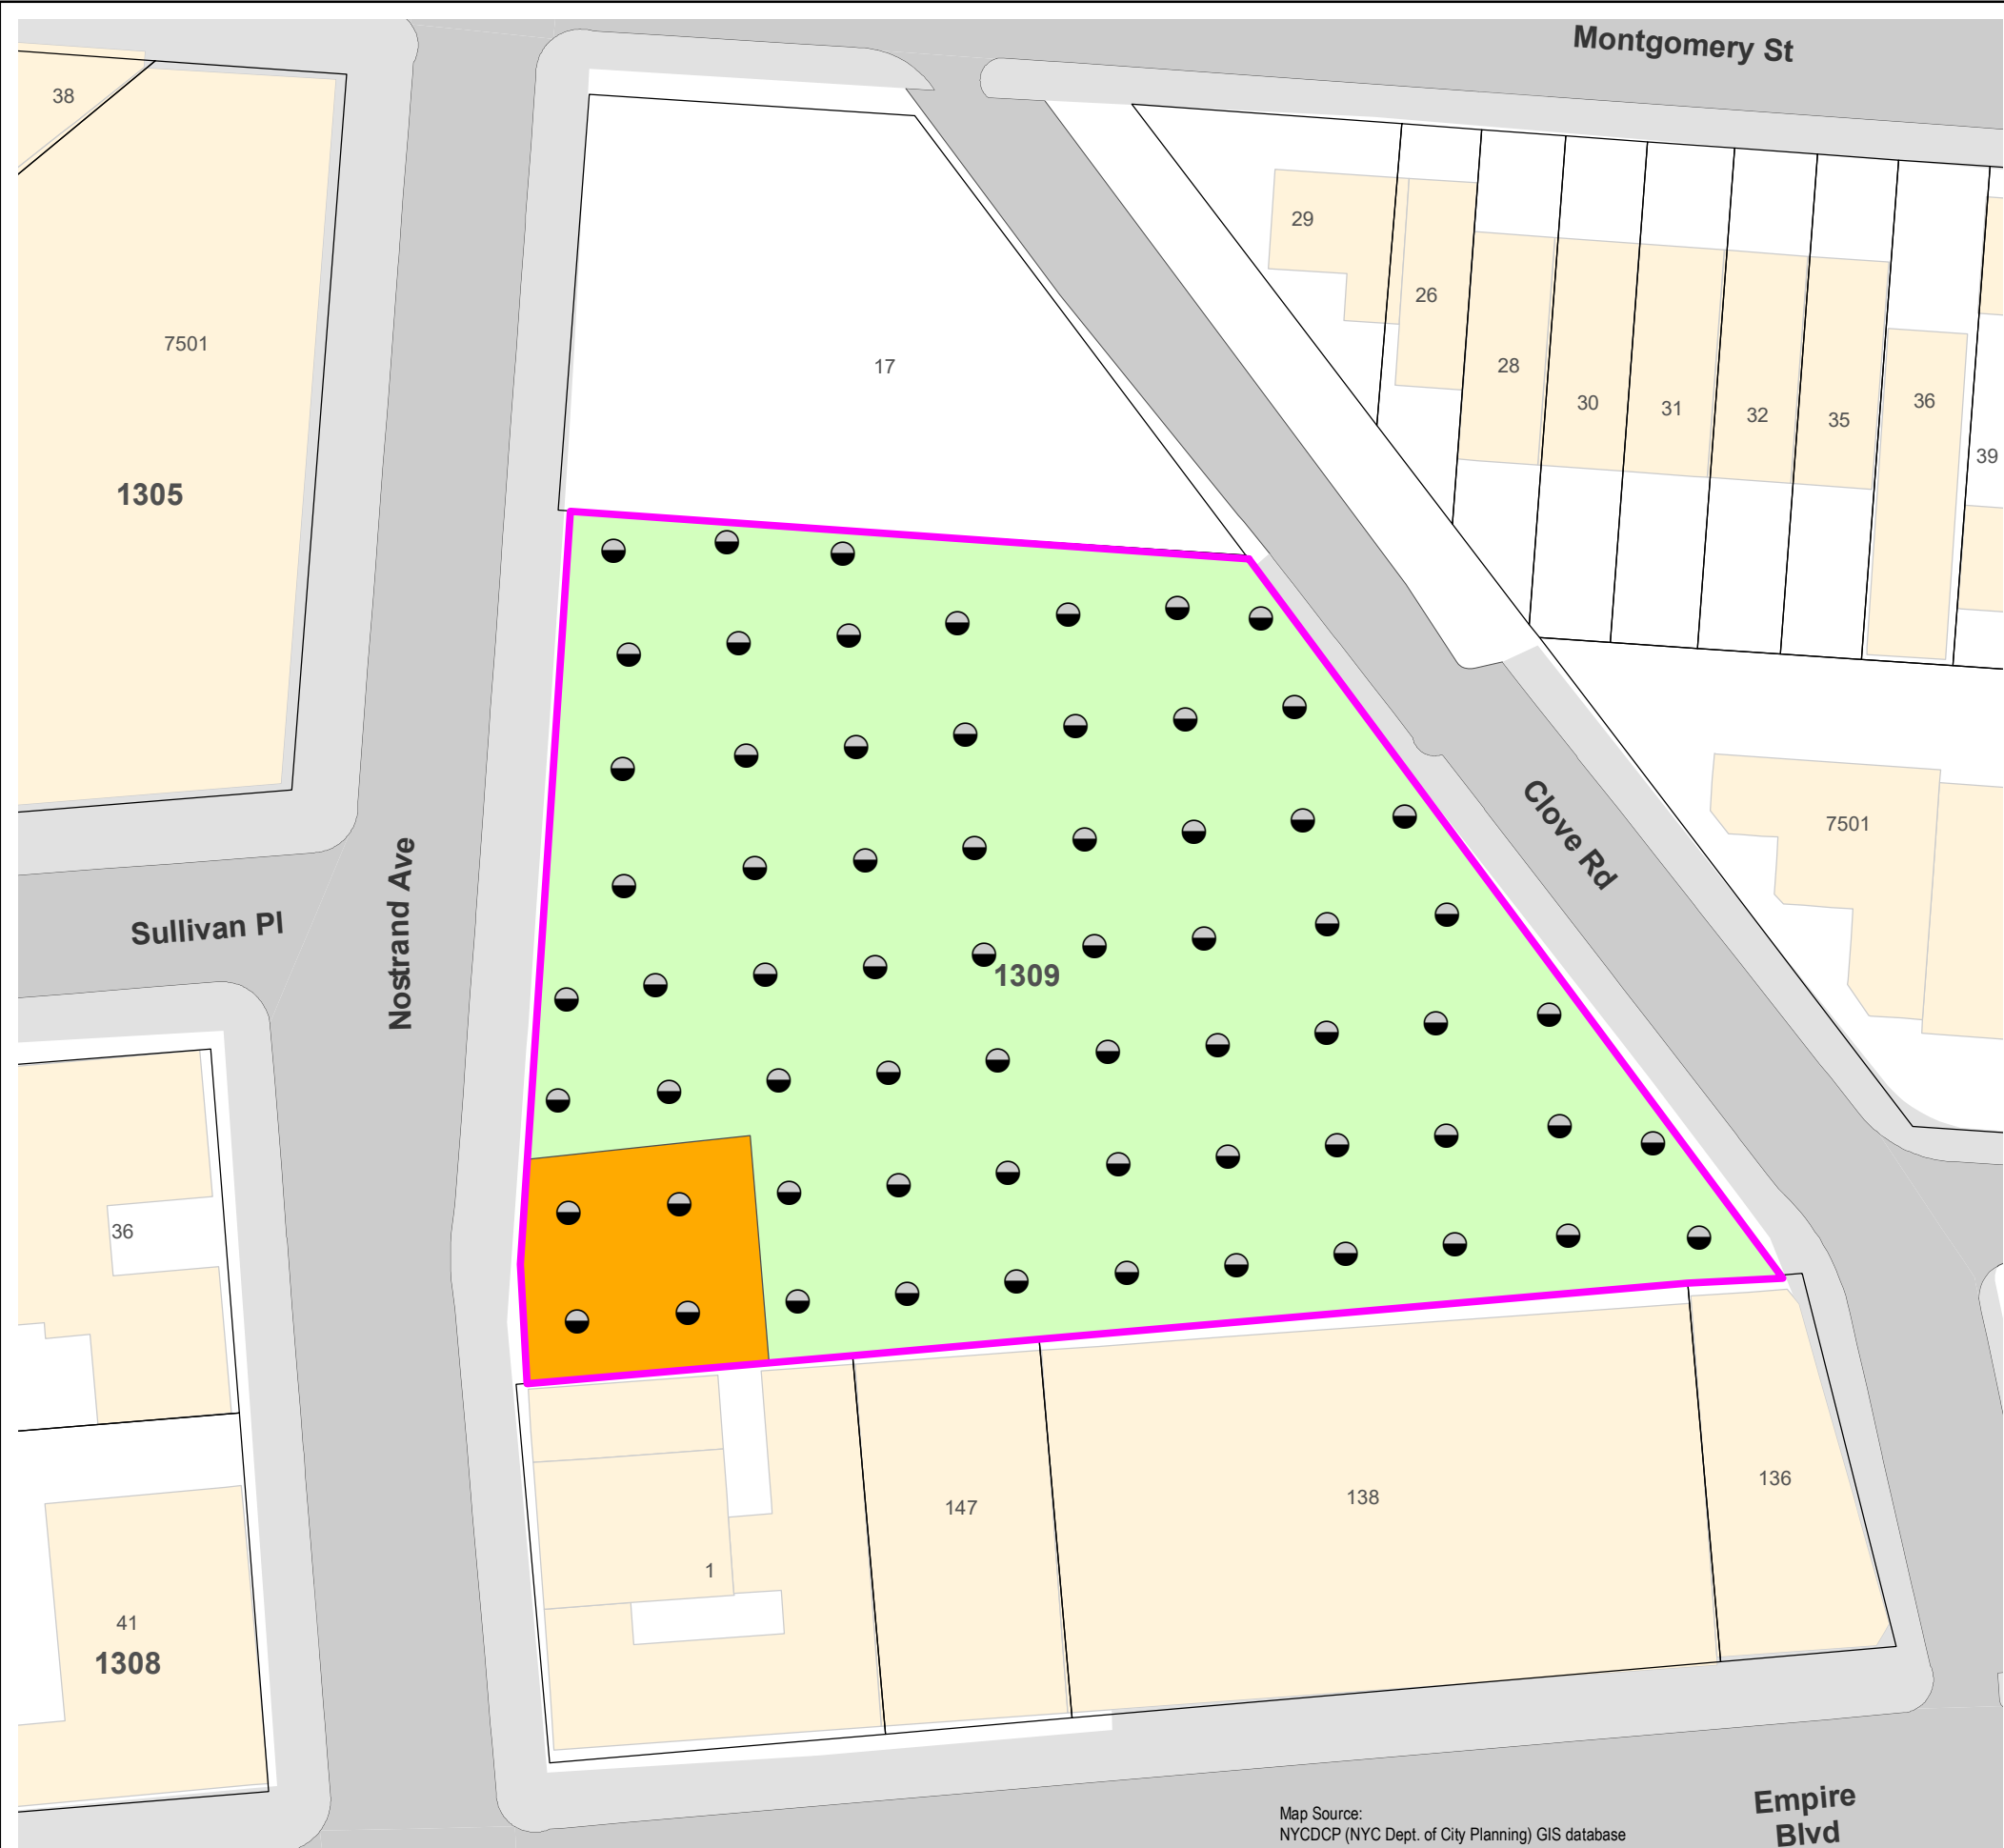 Montgomery St
38
29
26
7501
17
28
30
31
32
35
36
39
1305
Clove Rd
7501
Nostrand Ave
Sullivan Pl
1309
36
136
138
147
1
41
1308
Empire
Blvd
Map Source:
NYCDCP (NYC Dept. of City Planning) GIS database